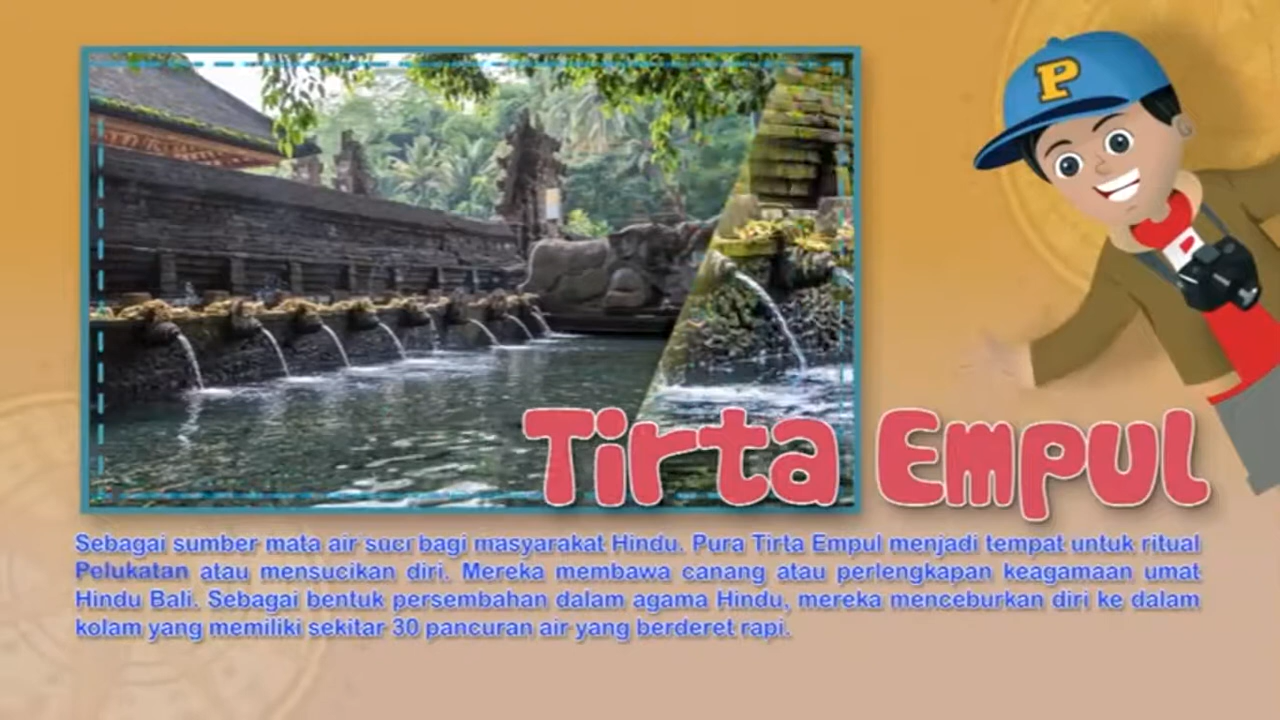 P
Tirta Empul
Sebagai sumber mata air suci bagi masyarakat Hindu. Pura Tirta Empul menjadi tempat untuk ritual
Pelukatan atau mensucikan diri. Mereka membawa canang atau perlengkapan keagamaan umat
Hindu Bali. Sebagai bentuk persembahan dalam agama Hindu, mereka menceburkan diri ke dalam
kolam yang memiliki sekitar 30 pancuran air yang berderet rapi.